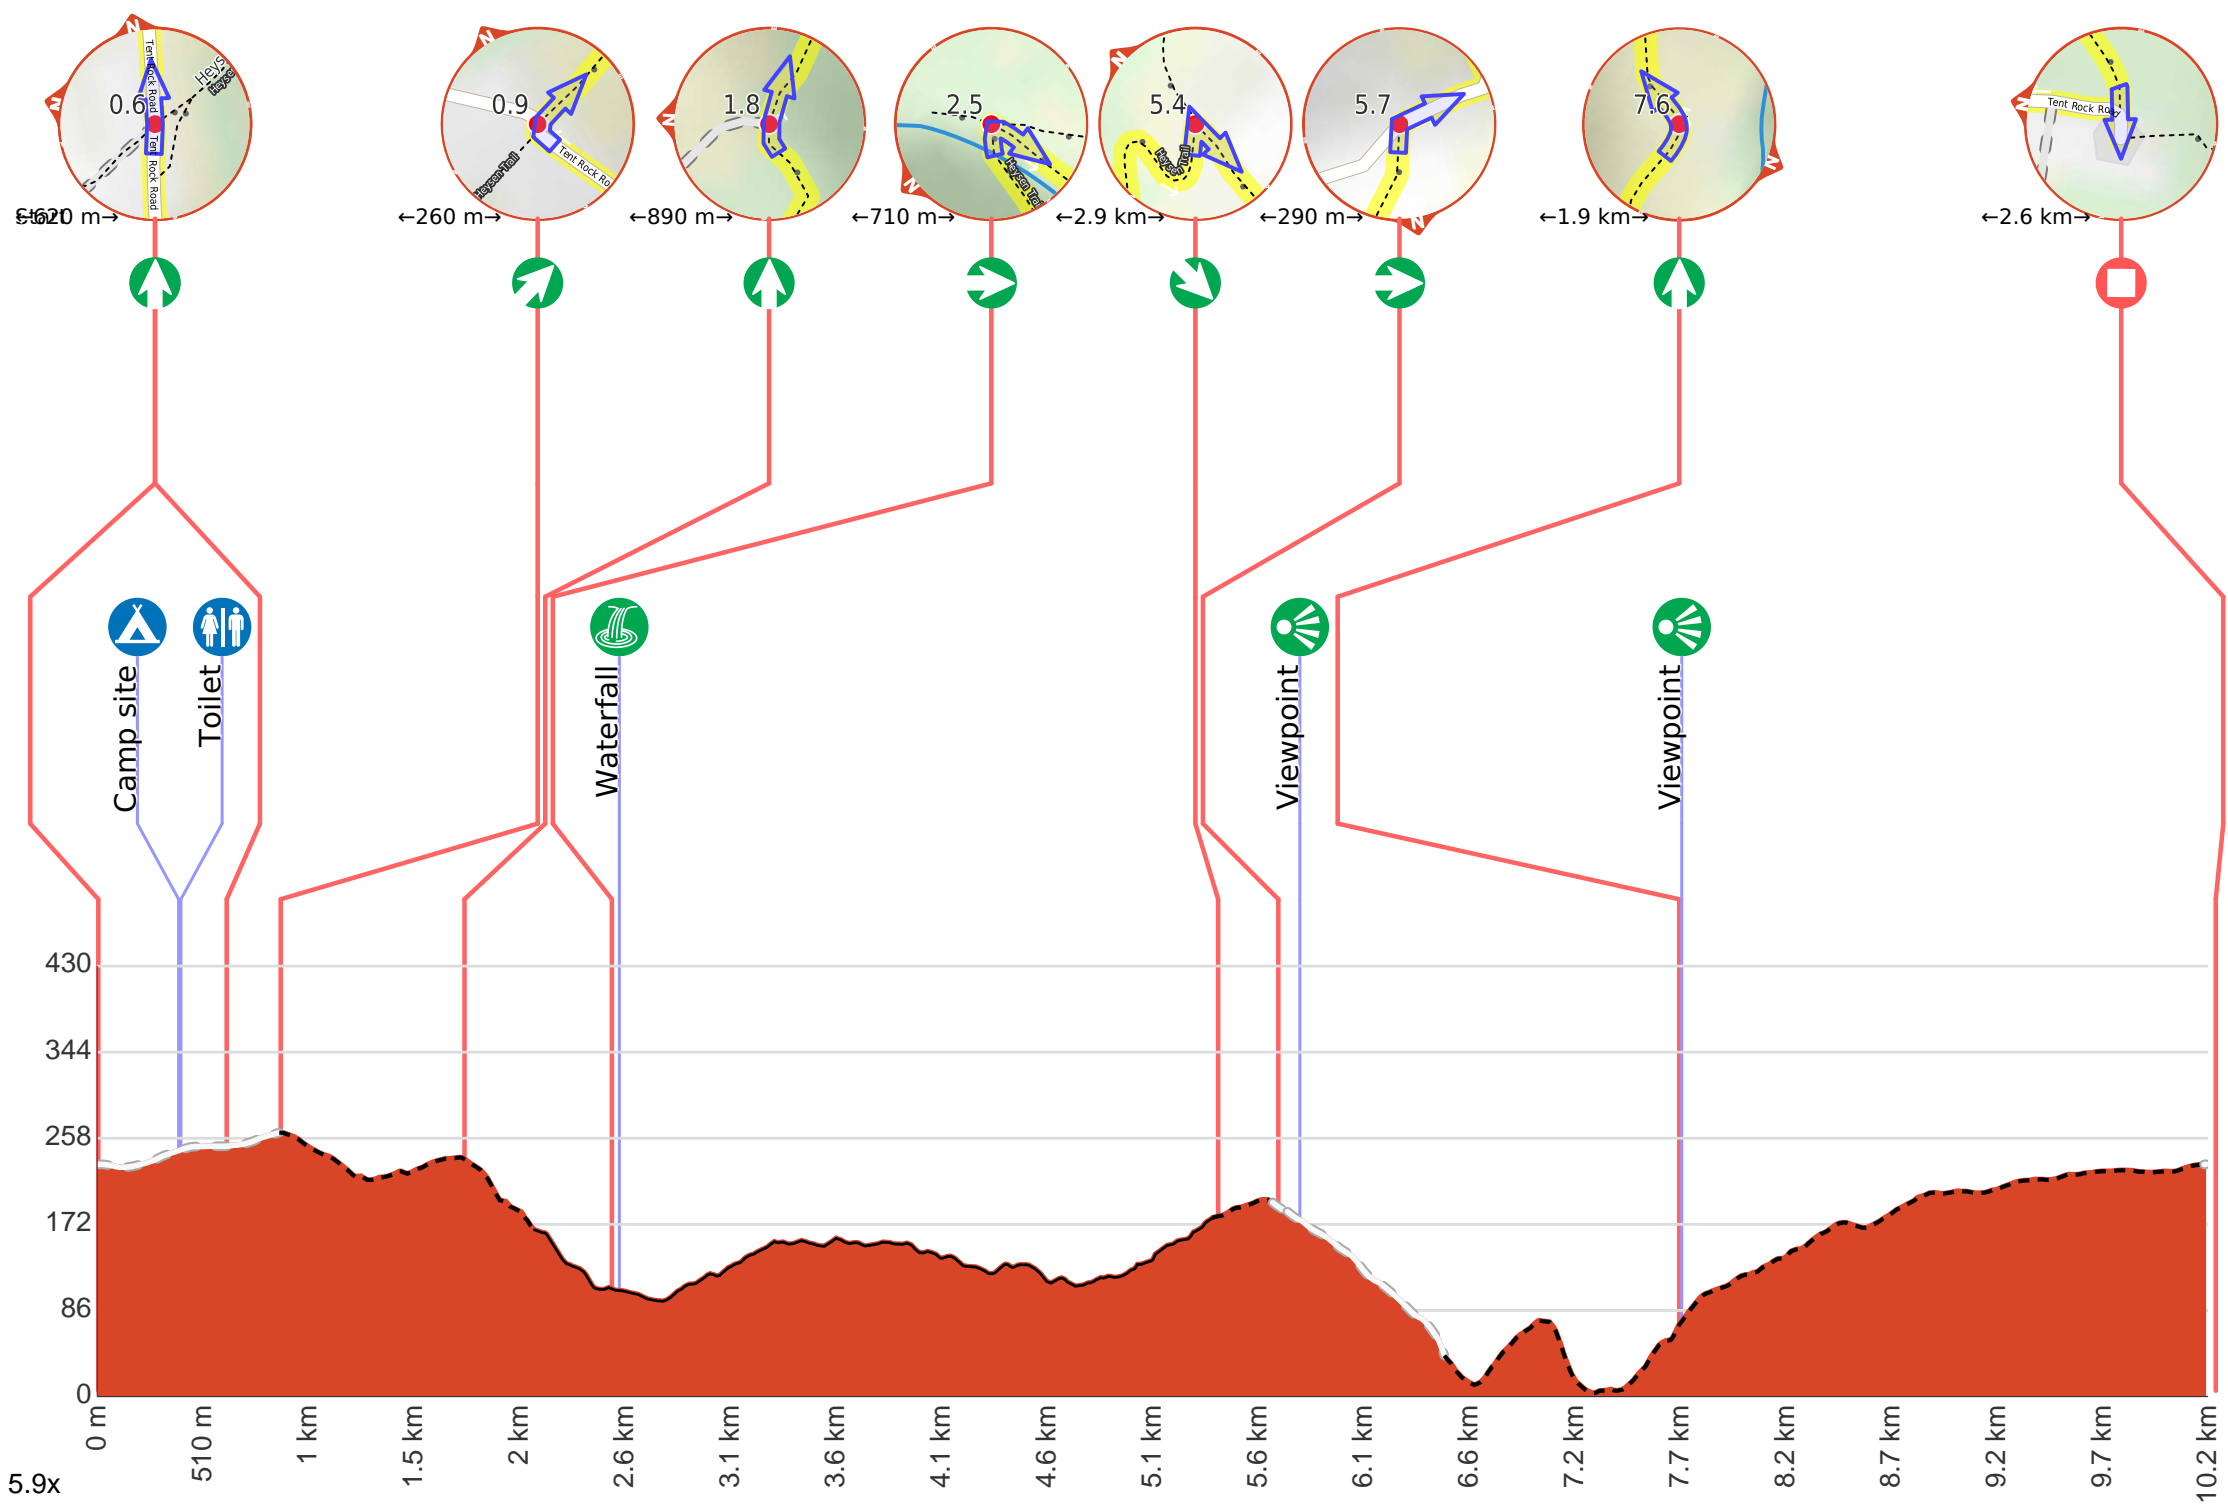 N
N
Tent Rock Road
Tent Rock Road
Heys
Heyse
0.6
Start
←620 m→
N
0.9
Heysen-Trail
Tent Rock Ro
←260 m→
N
1.8
←890 m→
N
2.5
Heysen Trail
←710 m→
N
5.4
Heysen-Trail
←2.9 km→
N
5.7
←290 m→
N
7.6
←1.9 km→
N
Tent Rock Road
←2.6 km→
Camp site
Toilet
Waterfall
Viewpoint
Viewpoint
430
344
258
172
86
0
0 m
510 m
1 km
1.5 km
2 km
2.6 km
3.1 km
3.6 km
4.1 km
4.6 km
5.1 km
5.6 km
6.1 km
6.6 km
7.2 km
7.7 km
8.2 km
8.7 km
9.2 km
9.7 km
10.2 km
5.9x